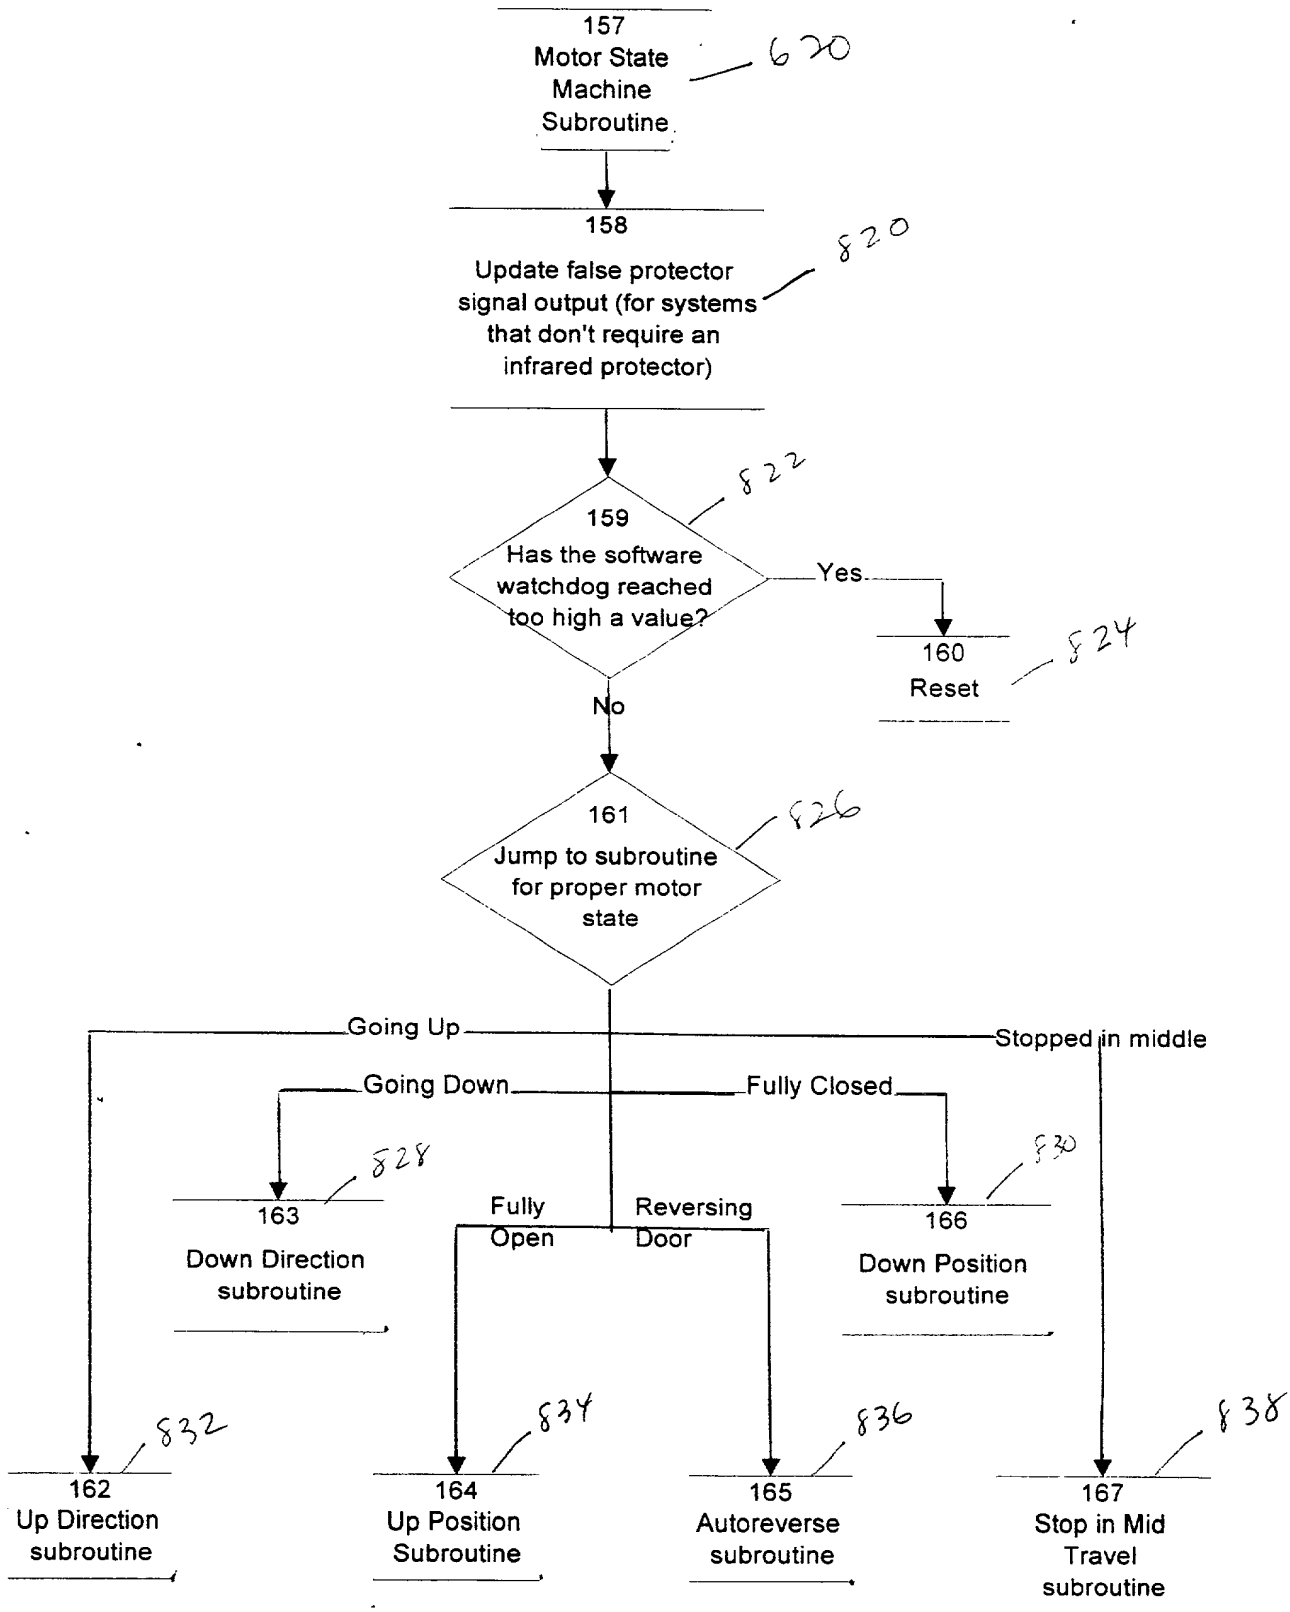 157
Motor State
Machine
Subroutine
620
158
Update false protector
signal output (for systems
that don't require an
infrared protector)
820
159
Has the software
watchdog reached
too high a value?
822
Yes
160
Reset
824
No
161
Jump to subroutine
for proper motor
state
826
Going Up
Stopped in middle
Going Down
Fully Closed
828
163
Down Direction
subroutine
Fully
Open
Reversing
Door
830
166
Down Position
subroutine
832
162
Up Direction
subroutine
834
164
Up Position
Subroutine
836
165
Autoreverse
subroutine
838
167
Stop in Mid
Travel
subroutine